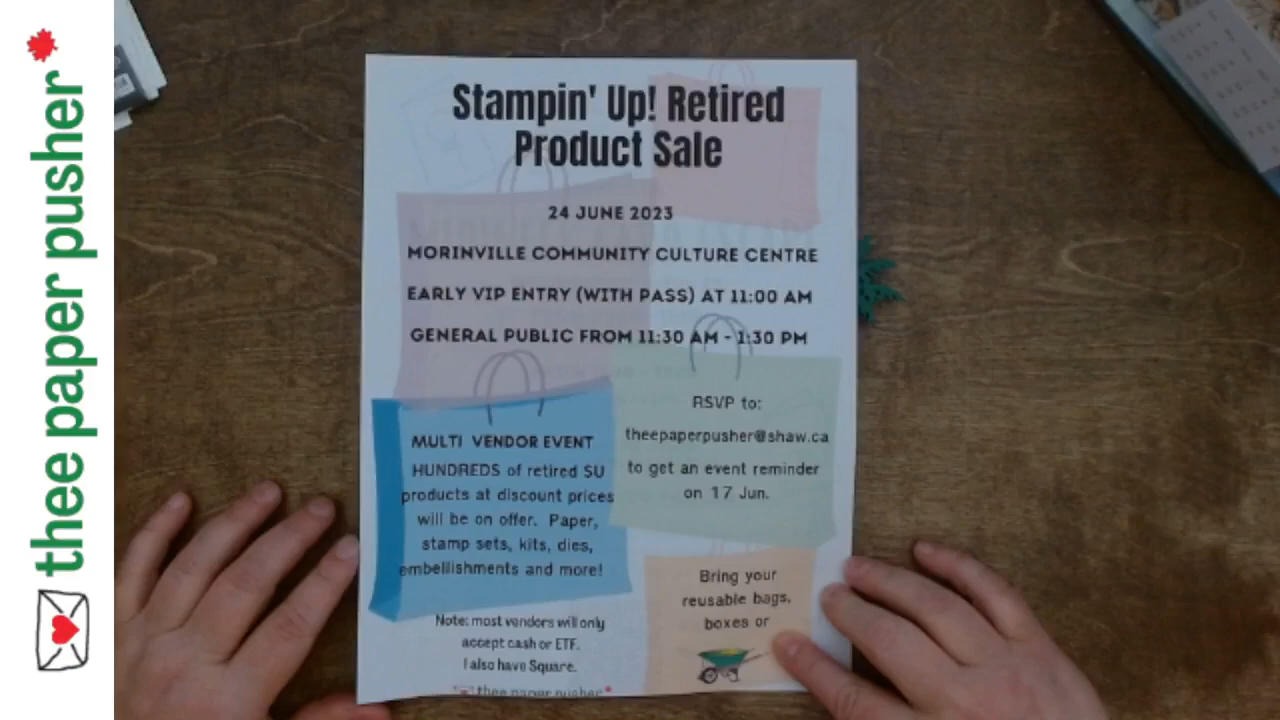 thee paper pusher
Stampin' Up! Retired
Product Sale
24 JUNE 2023
MORINVILLE COMMUNITY CULTURE CENTRE
EARLY VIP ENTRY (WITH PASS) AT 11:00 AM
GENERAL PUBLIC FROM 11:30 AM - 1:30 PM
MULTI VENDOR EVENT
HUNDREDS of retired SU
products at discount prices
will be on offer. Paper,
stamp sets, kits, dies,
embellishments and more!
RSVP to:
theepaperpusher@shaw.ca
to get an event reminder
on 17 Jun.
Note: most vendors will only
accept cash or ETF.
I also have Square.
thee paper pusher
Bring your
reusable bags,
boxes or